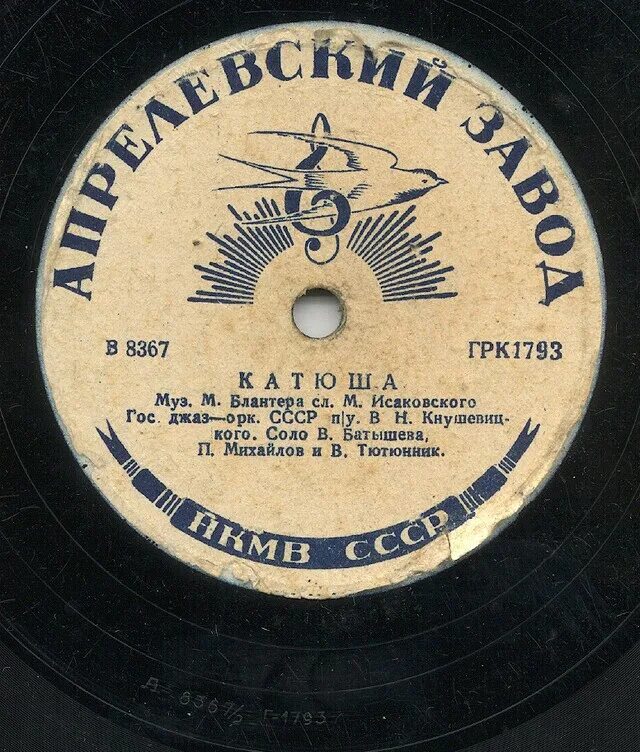 АПРЕЛЕВСКИЙ ЗАВОД
В 8367
ГРК1793
КАТЮША
Муз. М. Блантера сл. М. Исаковского
Гос. джаз—орк. СССР п/у. В Н. Кнушевиц-
кого. Соло В. Батышева,
П. Михайлов и В. Тютюнник.
НКМВ СССР
Г-1793